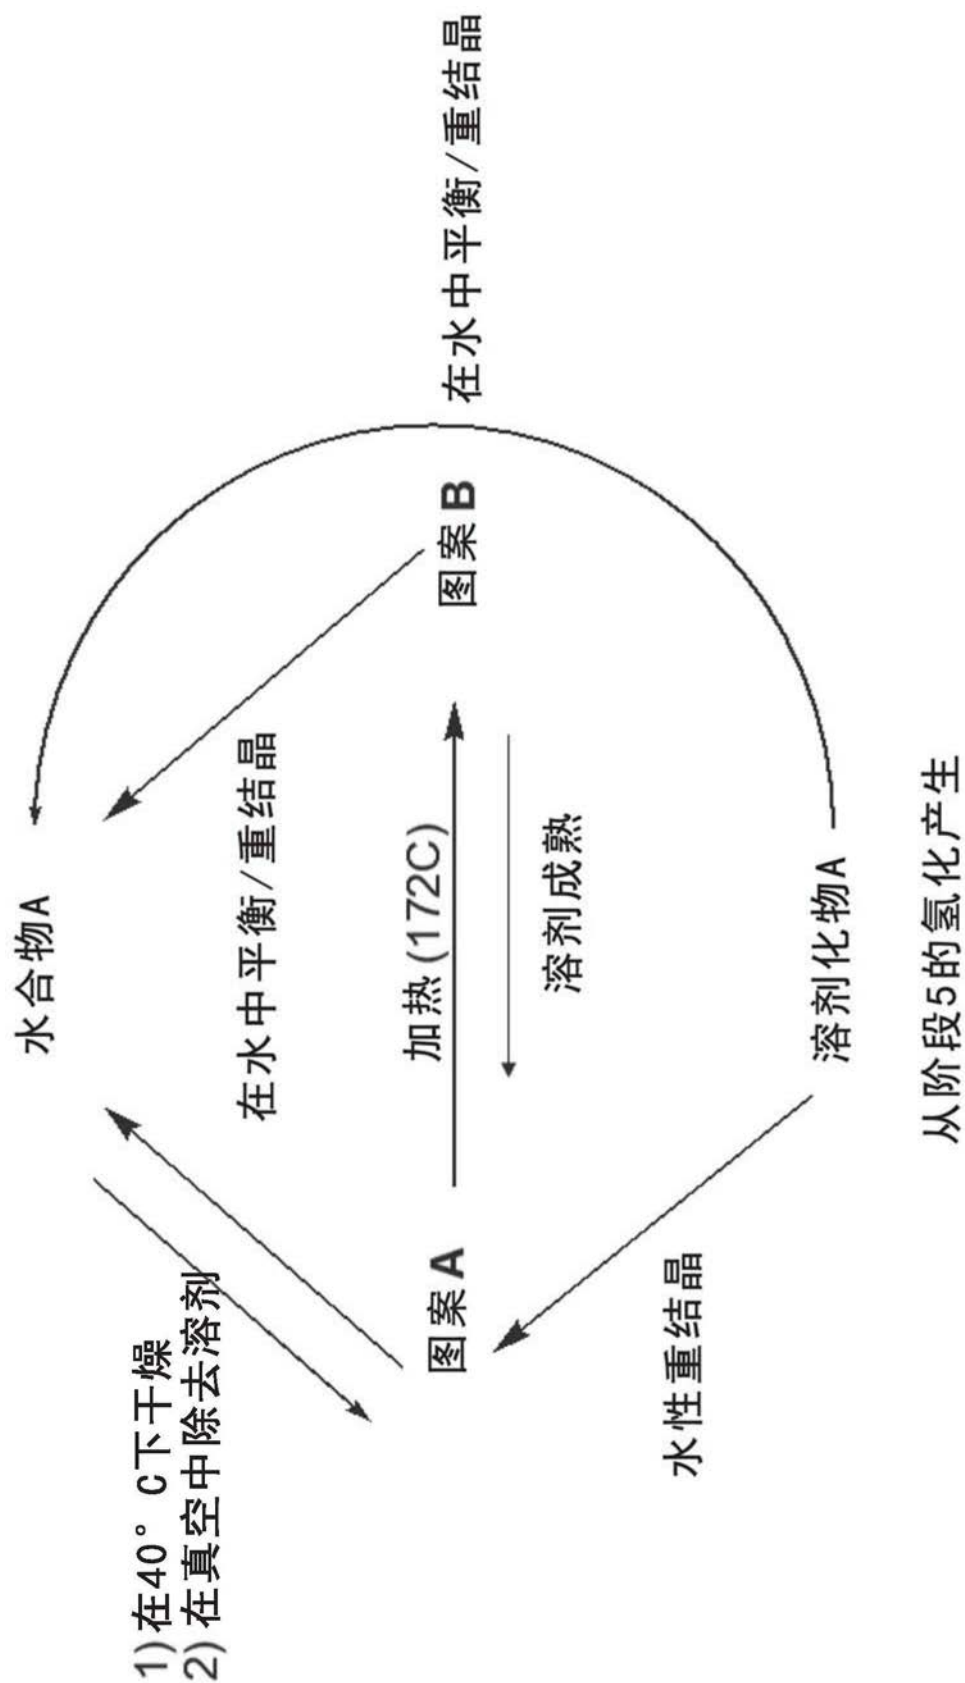 水合物A
1) 在40° C下干燥
2) 在真空中除去溶剂
在水中平衡/重结晶
图案 A
加热 (172C)
图案 B
在水中平衡/重结晶
溶剂成熟
水性重结晶
溶剂化物A
从阶段5的氢化产生